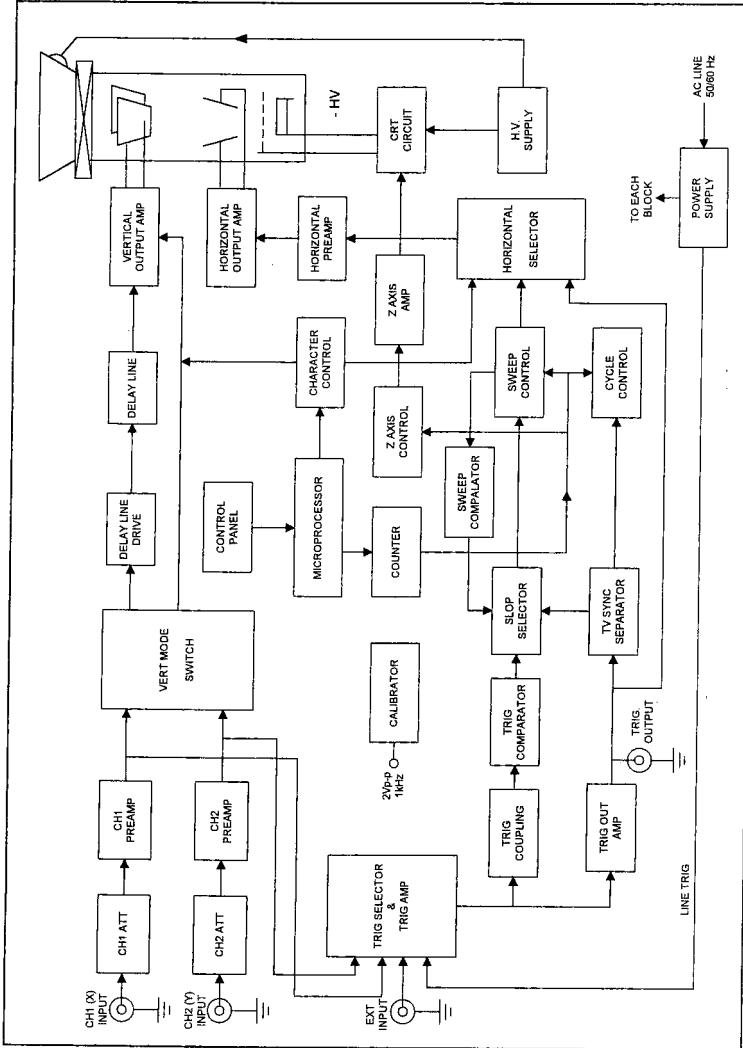 CH1 (X)
INPUT
CH1 ATT
CH1
PREAMP
CH2 (Y)
INPUT
CH2 ATT
CH2
PREAMP
VERT MODE
SWITCH
DELAY LINE
DRIVE
DELAY LINE
VERTICAL
OUTPUT AMP
HORIZONTAL
OUTPUT AMP
HORIZONTAL
PREAMP
- HV
CRT
CIRCUIT
H.V.
SUPPLY
CONTROL
PANEL
MICROPROCESSOR
CHARACTER
CONTROL
COUNTER
Z AXIS
CONTROL
Z AXIS
AMP
CALIBRATOR
2Vp-p
1kHz
EXT
INPUT
TRIG SELECTOR
&
TRIG AMP
TRIG
COUPLING
TRIG
COMPARATOR
SLOP
SELECTOR
SWEEP
COMPALATOR
SWEEP
CONTROL
HORIZONTAL
SELECTOR
TRIG OUT
AMP
TRIG.
OUTPUT
TV SYNC
SEPARATOR
CYCLE
CONTROL
LINE TRIG
TO EACH
BLOCK
POWER
SUPPLY
AC LINE
50/60 Hz